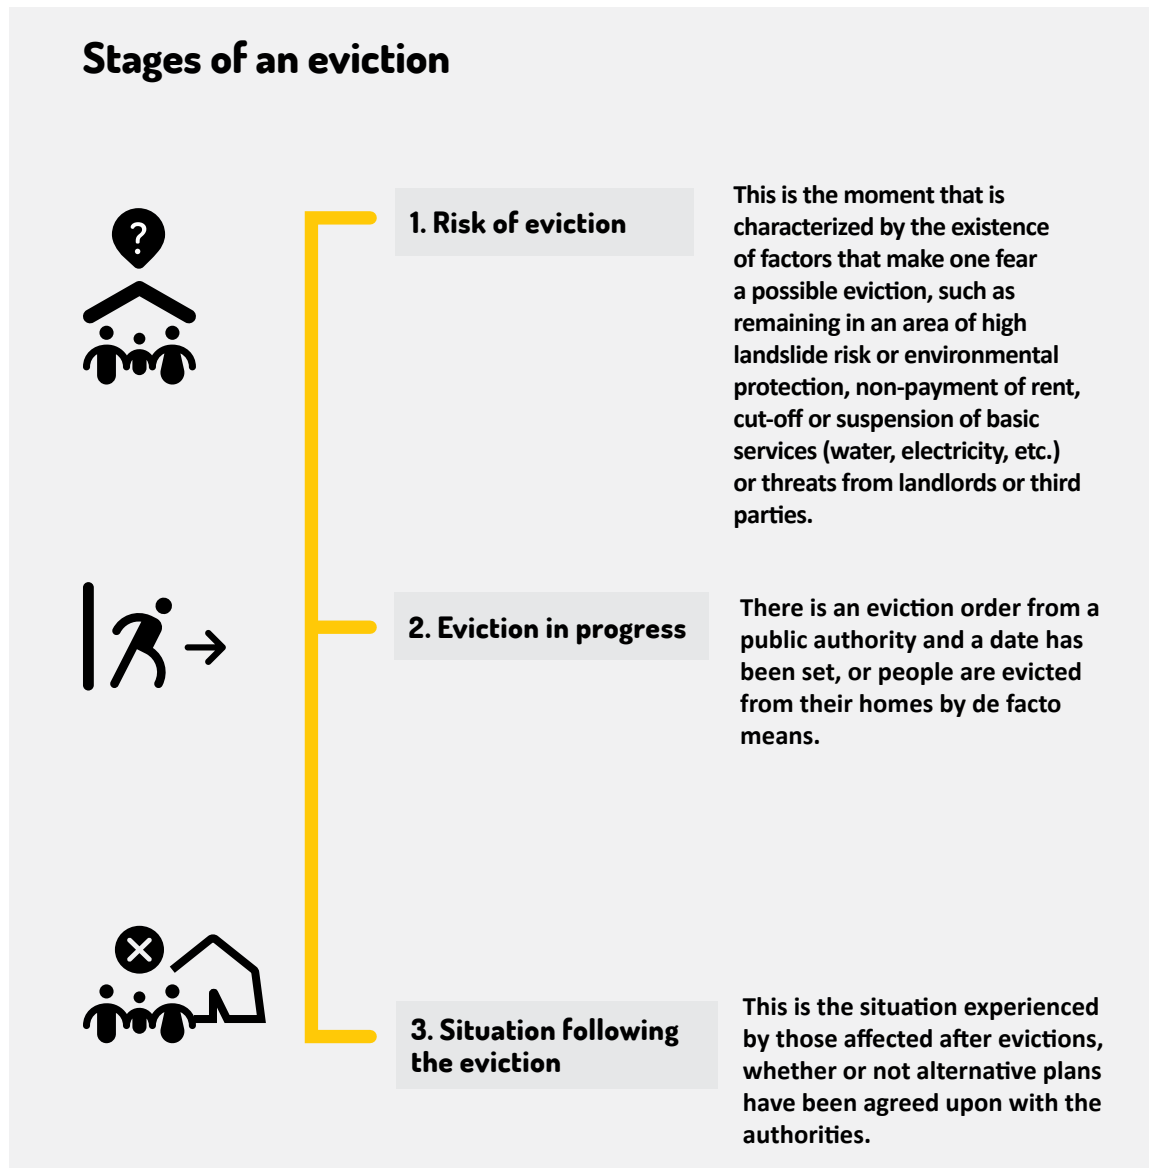 Stages of an eviction
?
1. Risk of eviction
This is the moment that is
characterized by the existence
of factors that make one fear
a possible eviction, such as
remaining in an area of high
landslide risk or environmental
protection, non-payment of rent,
cut-off or suspension of basic
services (water, electricity, etc.)
or threats from landlords or third
parties.
2. Eviction in progress
There is an eviction order from a
public authority and a date has
been set, or people are evicted
from their homes by de facto
means.
3. Situation following
the eviction
This is the situation experienced
by those affected after evictions,
whether or not alternative plans
have been agreed upon with the
authorities.